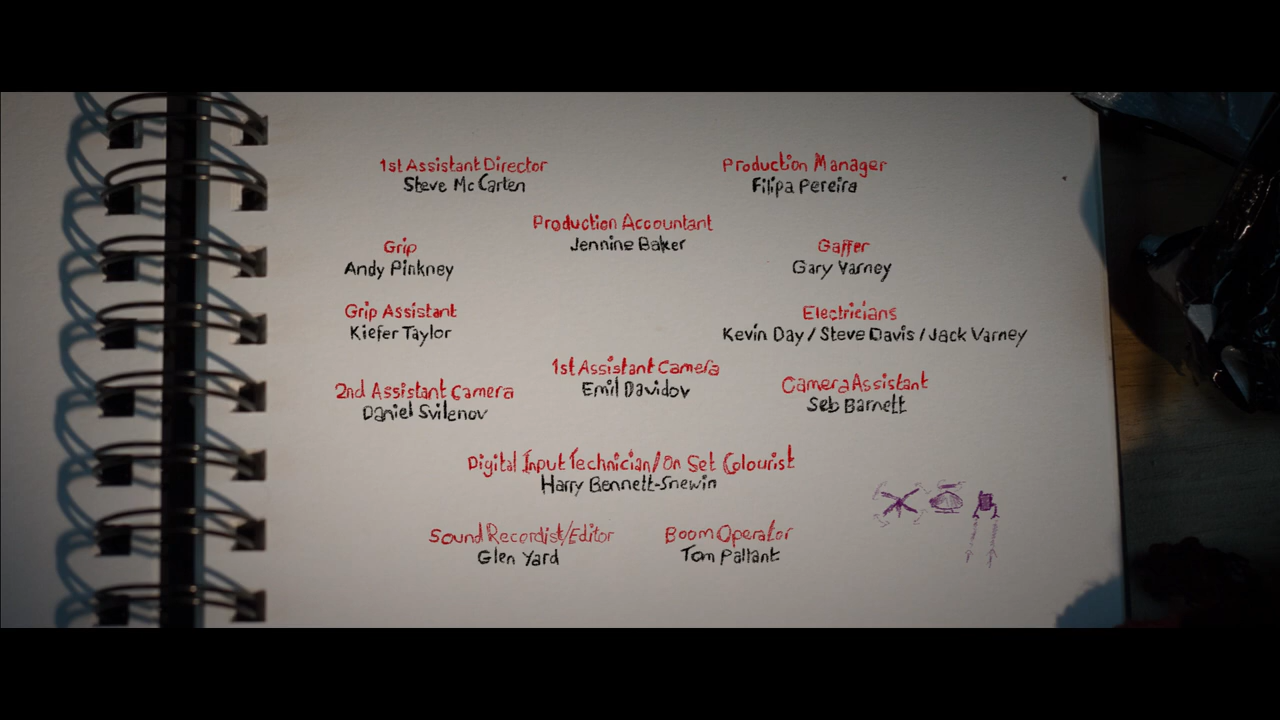 1st Assistant Director
Steve McCarten
Production Manager
Filipa Pereira
Production Accountant
Jennine Baker
Grip
Andy Pinkney
Gaffer
Gary Varney
Grip Assistant
Kiefer Taylor
Electricians
Kevin Day / Steve Davis / Jack Varney
1st Assistant Camera
Emil Davidov
2nd Assistant Camera
Daniel Svilenov
Camera Assistant
Seb Barnett
Digital Input Technician/On Set Colourist
Harry Bennett-Snewin
Sound Recordist/Editor
Glen Yard
Boom Operator
Tom Pallant